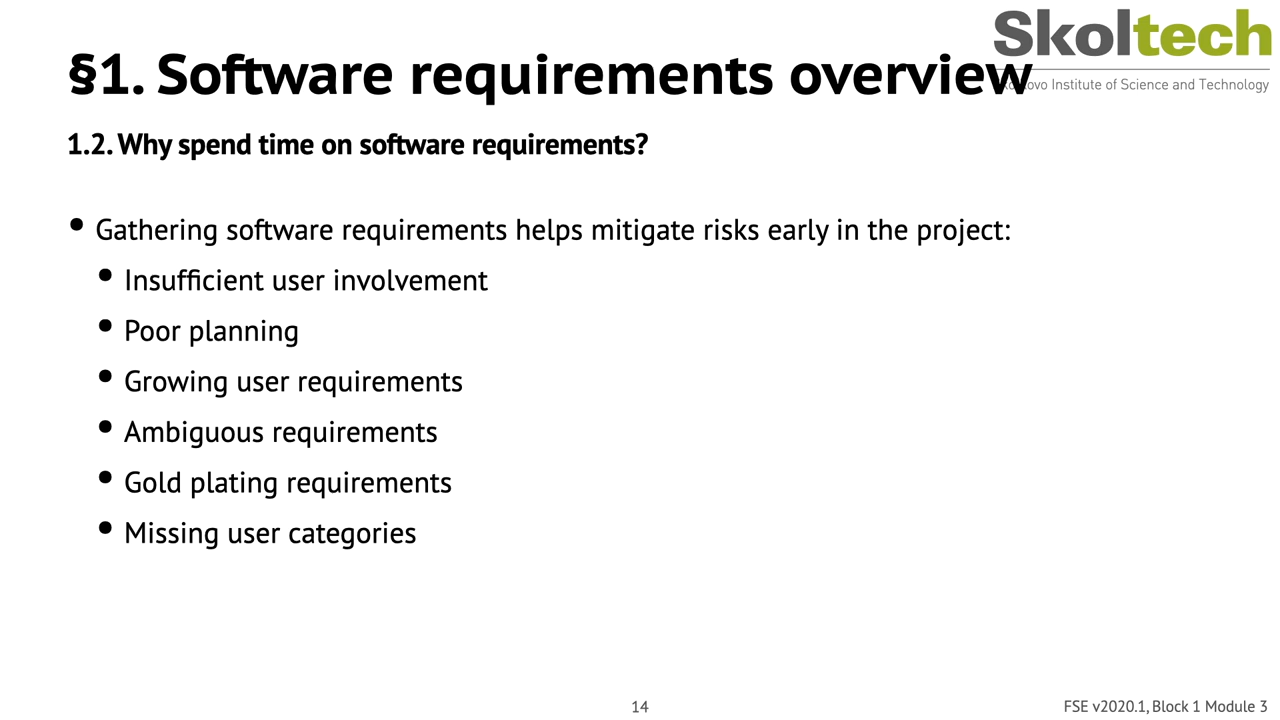 Skoltech
§1. Software requirements overview
Institute of Science and Technology
1.2. Why spend time on software requirements?
• Gathering software requirements helps mitigate risks early in the project:
• Insufficient user involvement
• Poor planning
• Growing user requirements
• Ambiguous requirements
• Gold plating requirements
• Missing user categories
14
FSE v2020.1, Block 1 Module 3